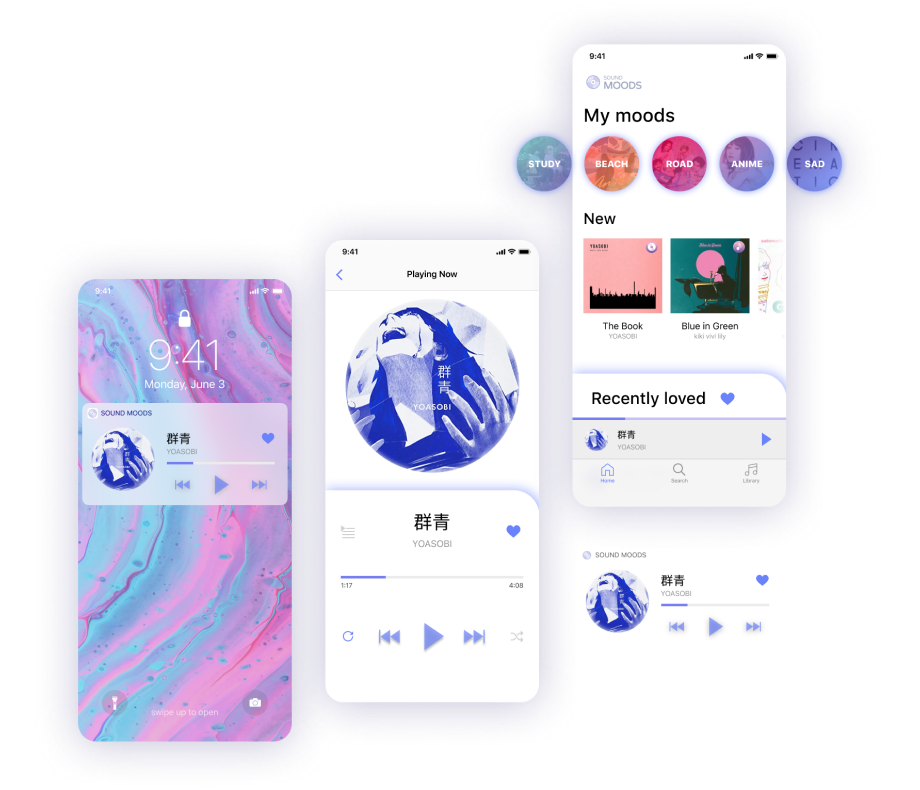 9:41
9:41
Monday, June 3
SOUND MOODS
群青
YOASOBI
swipe up to open
9:41
Playing Now
群
青
YOASOBI
群青
YOASOBI
1:17
4:08
9:41
SOUND
MOODS
My moods
STUDY
BEACH
ROAD
ANIME
SAD
New
YOASOBI
Blue in Green
The Book
YOASOBI
Blue in Green
kiki vivi lily
Recently loved
群青
YOASOBI
Home
Search
Library
SOUND MOODS
群青
YOASOBI